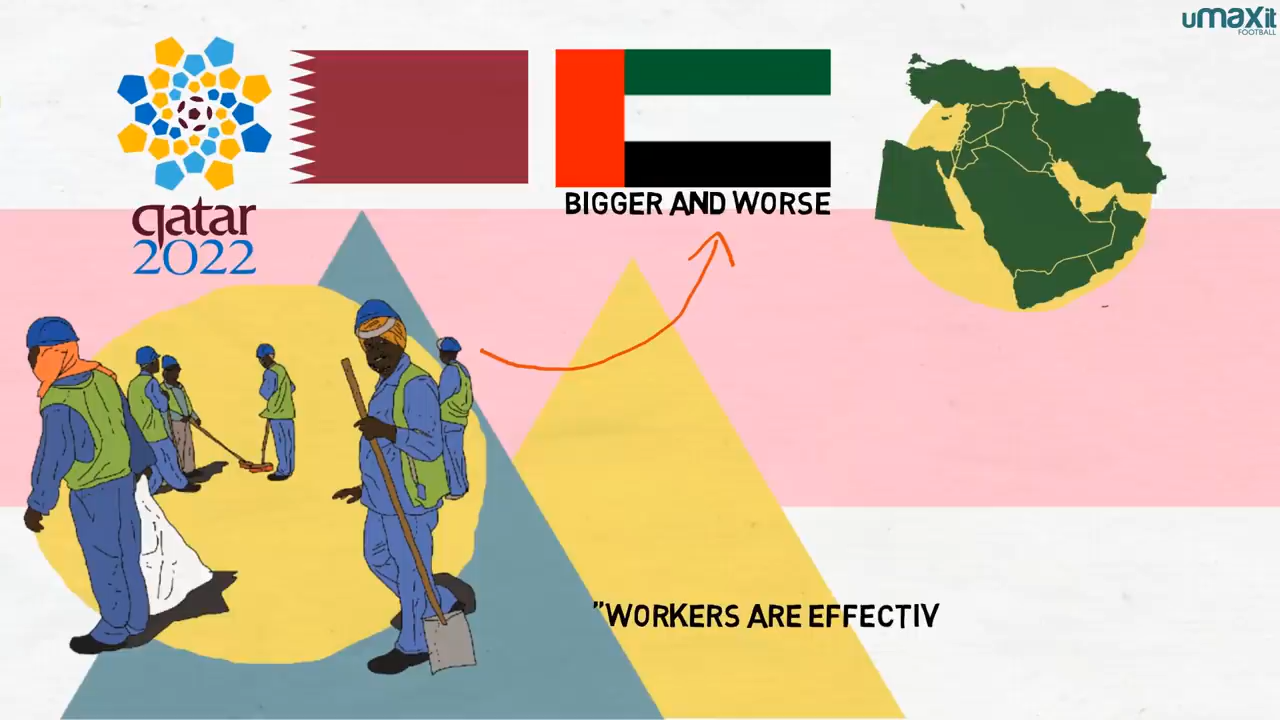 umaxit
FOOTBALL
qatar
2022
BIGGER AND WORSE
"WORKERS ARE EFFECTIV